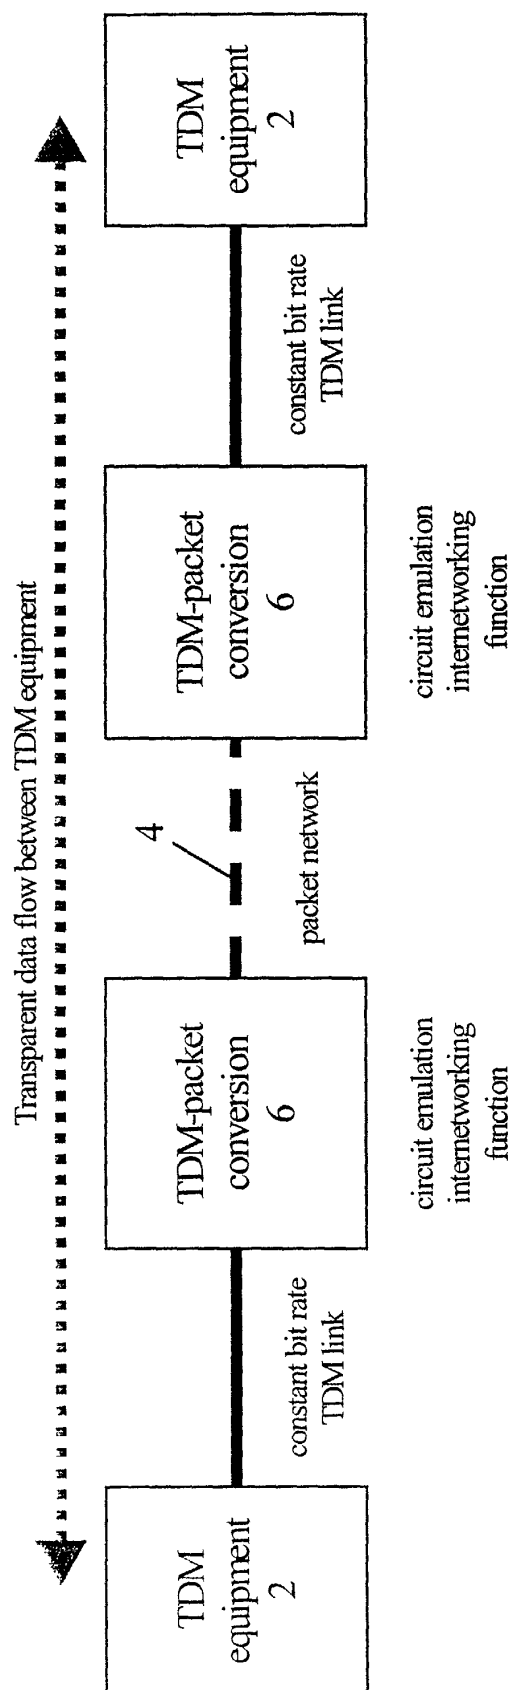 Transparent data flow between TDM equipment
TDM
equipment
2
constant bit rate
TDM link
TDM-packet
conversion
6
circuit emulation
internetworking
function
4
packet network
TDM-packet
conversion
6
circuit emulation
internetworking
function
constant bit rate
TDM link
TDM
equipment
2